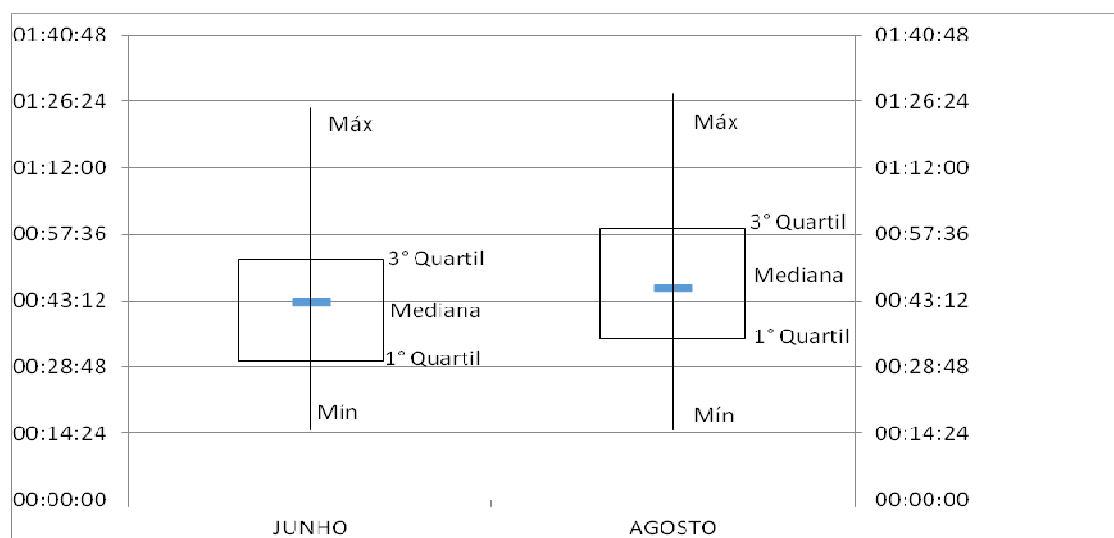 01:40:48 01:40:48
01:26:24 01:26:24
Máx Máx
01:12:00 01:12:00
3° Quartil
00:57:36 00:57:36
3° Quartil
Mediana
00:43:12 00:43:12
Mediana
1° Quartil
1° Quartil
00:28:48 00:28:48
Mín Mín
00:14:24 00:14:24
00:00:00 00:00:00
JUNHO AGOSTO